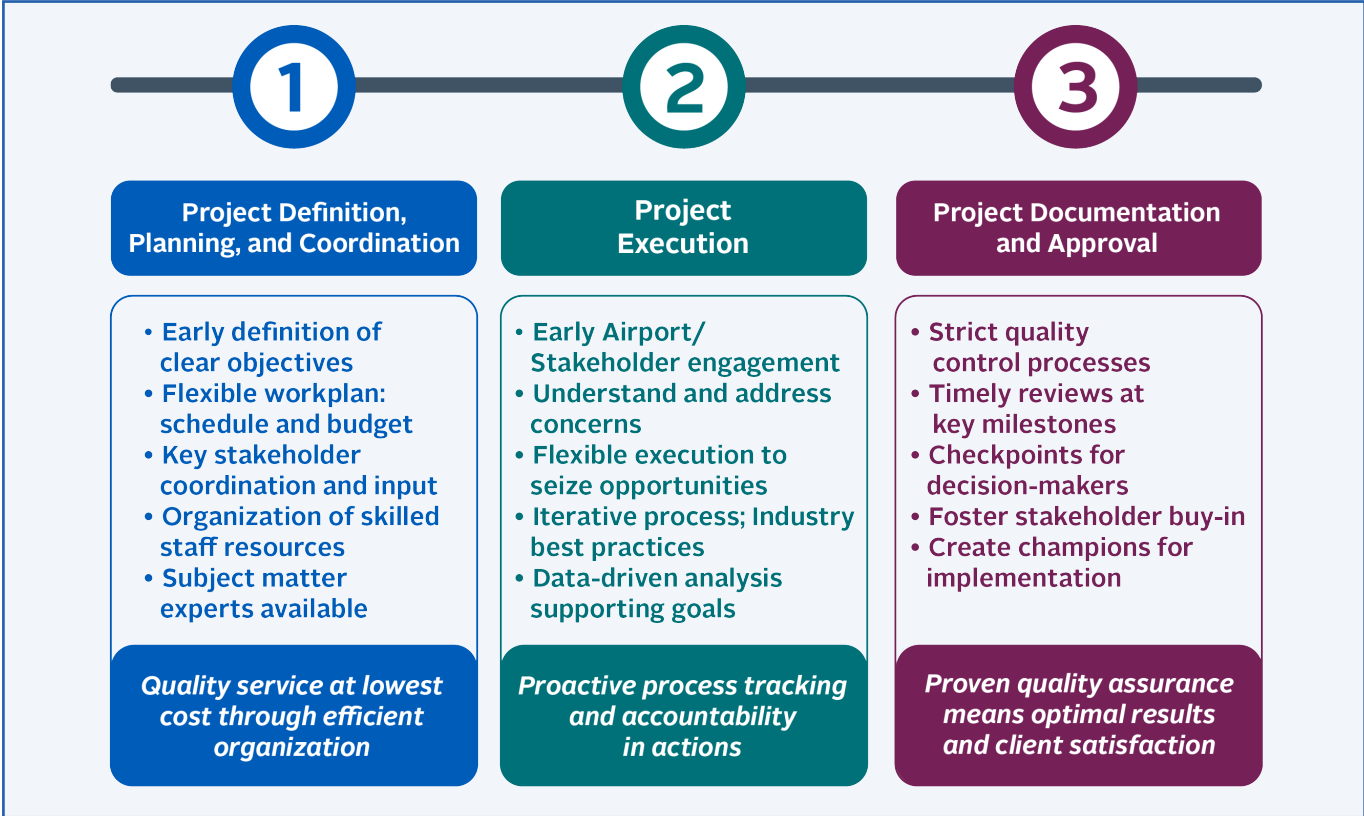 1
2
3
Project Definition,
Planning, and Coordination
Project
Execution
Project Documentation
and Approval
• Early definition of
clear objectives
• Flexible workplan:
schedule and budget
• Key stakeholder
coordination and input
• Organization of skilled
staff resources
• Subject matter
experts available
• Early Airport/
Stakeholder engagement
• Understand and address
concerns
• Flexible execution to
seize opportunities
• Iterative process; Industry
best practices
• Data-driven analysis
supporting goals
• Strict quality
control processes
• Timely reviews at
key milestones
• Checkpoints for
decision-makers
• Foster stakeholder buy-in
• Create champions for
implementation
Quality service at lowest
cost through efficient
organization
Proactive process tracking
and accountability
in actions
Proven quality assurance
means optimal results
and client satisfaction